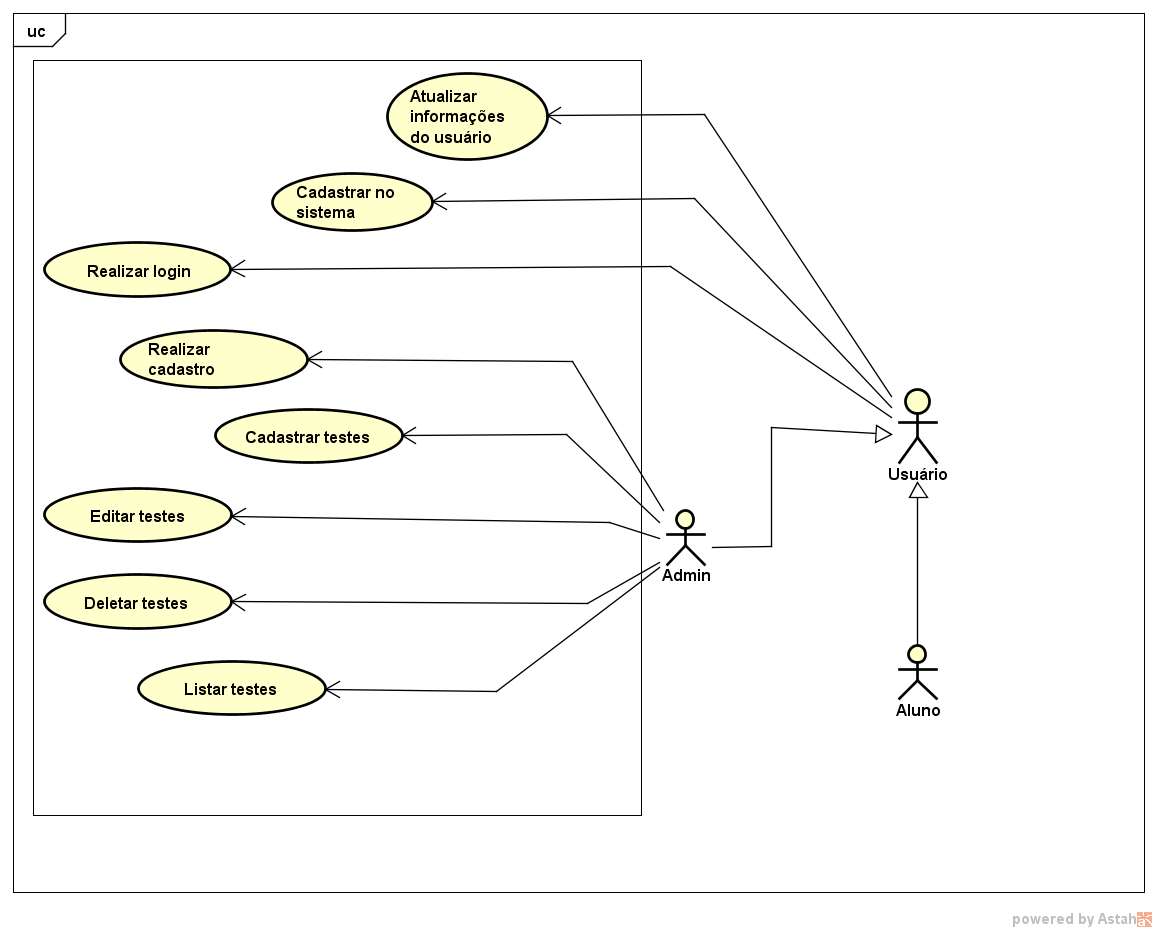 uc
Atualizar
informações
do usuário
Cadastrar no
sistema
Realizar login
Realizar
cadastro
Cadastrar testes
Editar testes
Deletar testes
Listar testes
Usuário
Admin
Aluno
powered by Astah